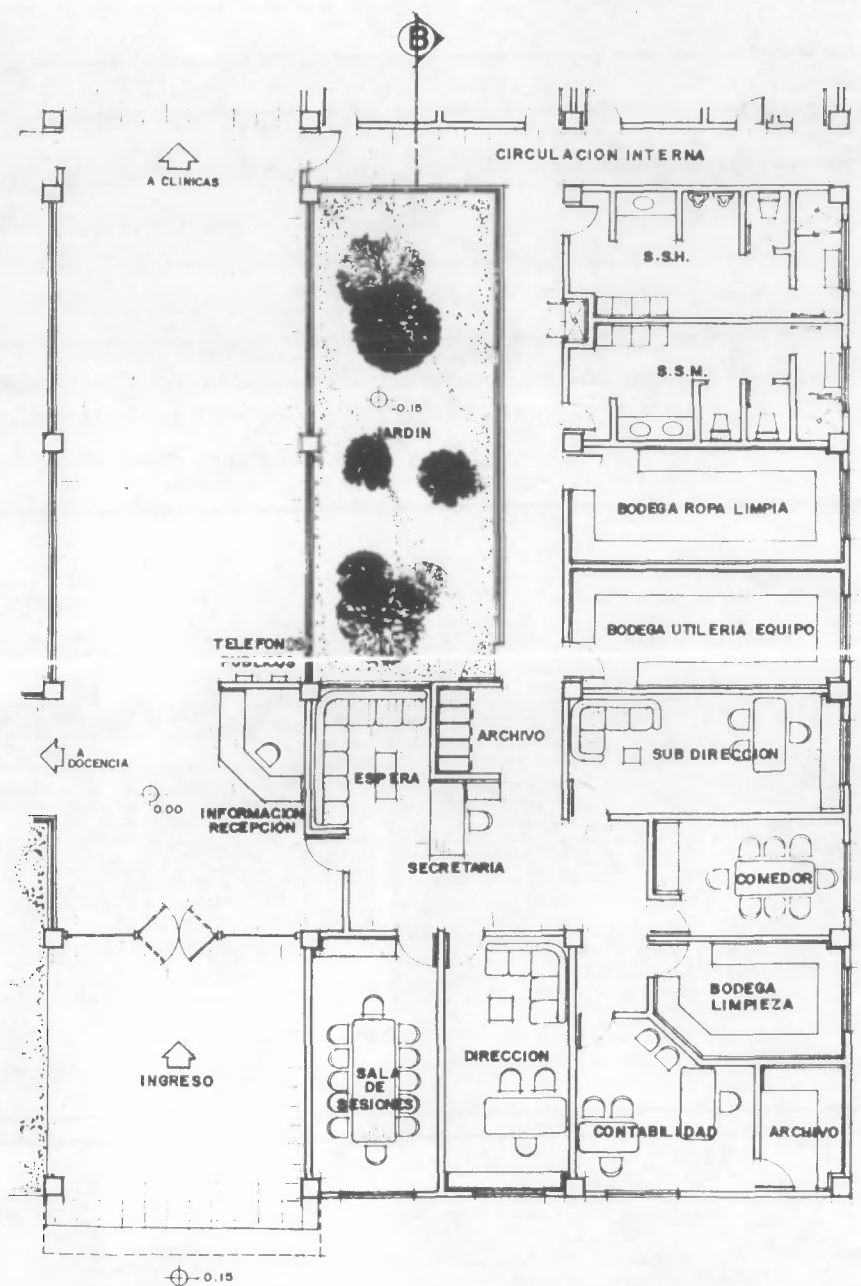 B
CIRCULACION INTERNA
A CLINICAS
S.S.H.
S.S.M.
-0.15
JARDIN
BODEGA ROPA LIMPIA
BODEGA UTILERIA EQUIPO
TELEFONOS
PUBLICOS
ARCHIVO
SUB DIRECCION
A
DOCENCIA
ESPERA
0.00
INFORMACION
RECEPCIÓN
SECRETARIA
COMEDOR
BODEGA
LIMPIEZA
INGRESO
SALA
DE
SESIONES
DIRECCION
CONTABILIDAD
ARCHIVO
- 0.15